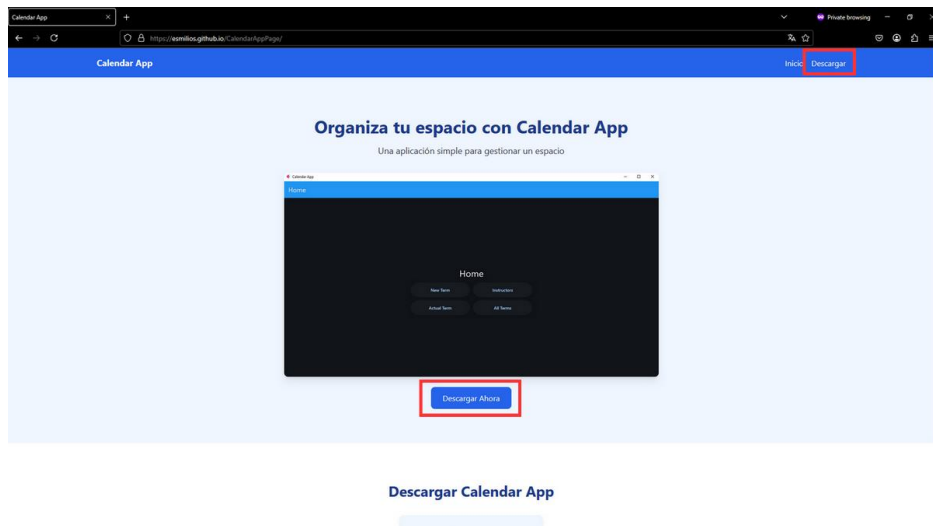 Calendar App
Private browsing
https://esmilios.github.io/CalendarAppPage/
Calendar App
Inicio Descargar
Organiza tu espacio con Calendar App
Una aplicación simple para gestionar un espacio
Calendar App
Home
Home
New Term Instructors
Actual Term All Terms
Descargar Ahora
Descargar Calendar App